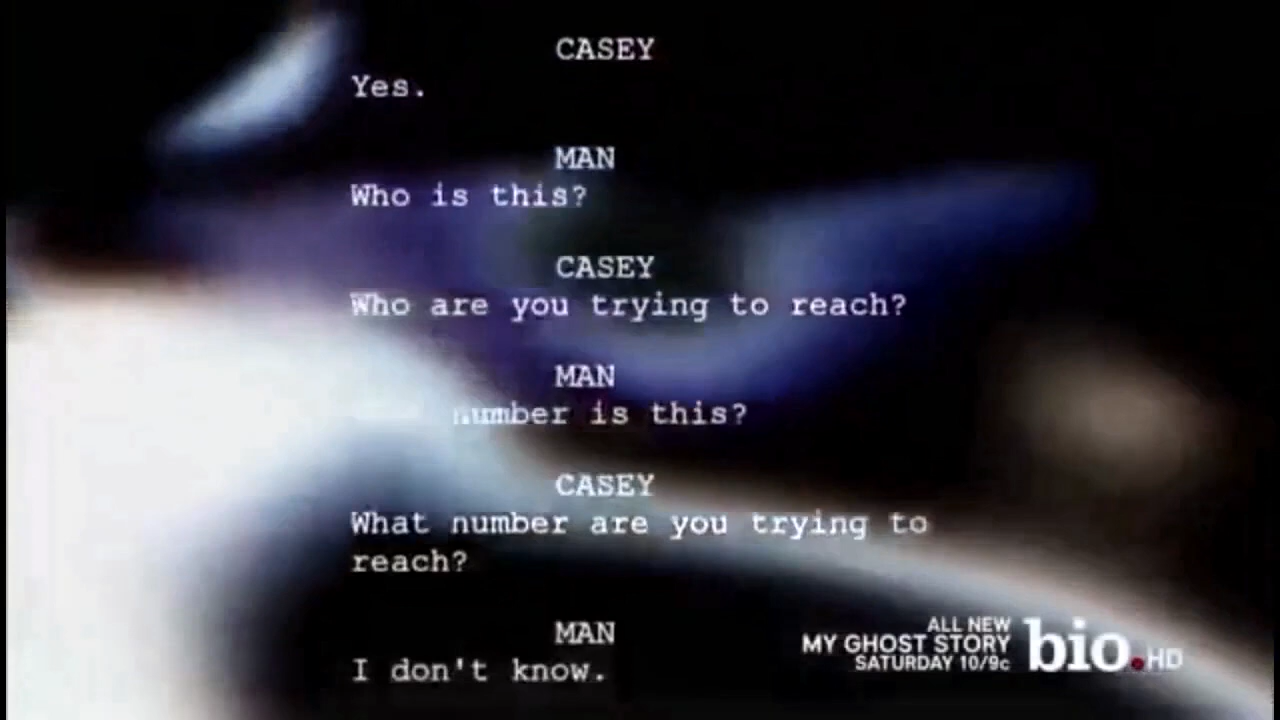 CASEY
Yes.
MAN
Who is this?
CASEY
Who are you trying to reach?
MAN
number is this?
CASEY
What number are you trying to
reach?
MAN
I don't know.
ALL NEW
MY GHOST STORY
SATURDAY 10/9c
bio.HD